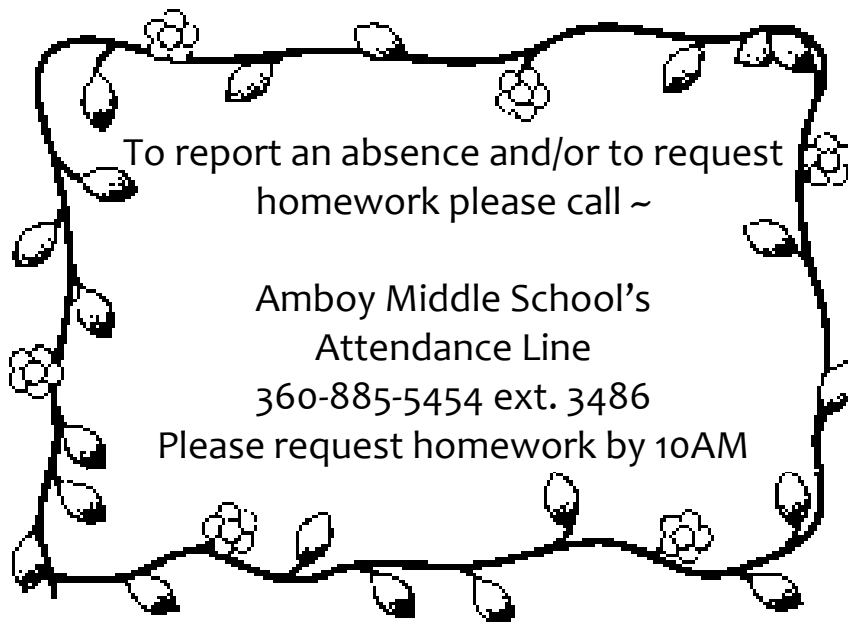 To report an absence and/or to request
homework please call ~
Amboy Middle School’s
Attendance Line
360-885-5454 ext. 3486
Please request homework by 10AM